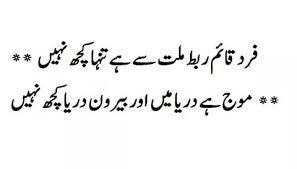 فرد قائم ربط ملت سے ہے تنہا کچھ نہیں **
** موج ہے دریا میں اور بیرون دریا کچھ نہیں